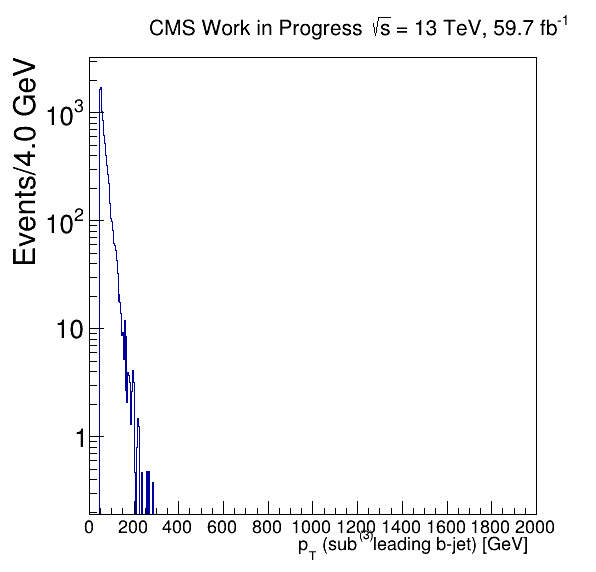 CMS Work in Progress √s = 13 TeV, 59.7 fb⁻¹
Events/4.0 GeV
10³
10²
10
1
0 200 400 600 800 1000 1200 1400 1600 1800 2000
p_T (sub⁽³⁾leading b-jet) [GeV]